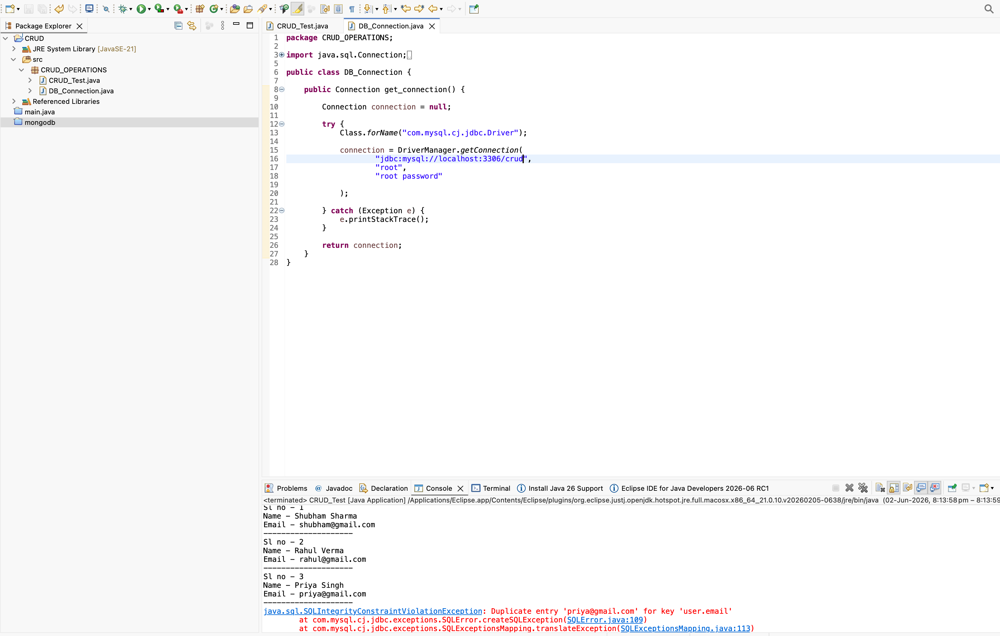 Package Explorer
CRUD
JRE System Library [JavaSE-21]
src
CRUD_OPERATIONS
CRUD_Test.java
DB_Connection.java
Referenced Libraries
main.java
mongodb
CRUD_Test.java
DB_Connection.java
1 package CRUD_OPERATIONS;
2
3 import java.sql.Connection;
5
6 public class DB_Connection {
7
8 public Connection get_connection() {
9
10 Connection connection = null;
11
12 try {
13 Class.forName("com.mysql.cj.jdbc.Driver");
14
15 connection = DriverManager.getConnection(
16 "jdbc:mysql://localhost:3306/crud",
17 "root",
18 "root password"
19
20 );
21
22 } catch (Exception e) {
23 e.printStackTrace();
24 }
25
26 return connection;
27 }
28 }
Problems
Javadoc
Declaration
Console
Terminal
Install Java 26 Support
Eclipse IDE for Java Developers 2026-06 RC1
<terminated> CRUD_Test [Java Application] /Applications/Eclipse.app/Contents/Eclipse/plugins/org.eclipse.justj.openjdk.hotspot.jre.full.macosx.x86_64_21.0.10.v20260205-0638/jre/bin/java (02-Jun-2026, 8:13:58 pm – 8:13:59
Sl no - 1
Name - Shubham Sharma
Email - shubham@gmail.com
--------------------
Sl no - 2
Name - Rahul Verma
Email - rahul@gmail.com
--------------------
Sl no - 3
Name - Priya Singh
Email - priya@gmail.com
--------------------
java.sql.SQLIntegrityConstraintViolationException: Duplicate entry 'priya@gmail.com' for key 'user.email'
at com.mysql.cj.jdbc.exceptions.SQLError.createSQLException(SQLError.java:109)
at com.mysql.cj.jdbc.exceptions.SQLExceptionsMapping.translateException(SQLExceptionsMapping.java:113)